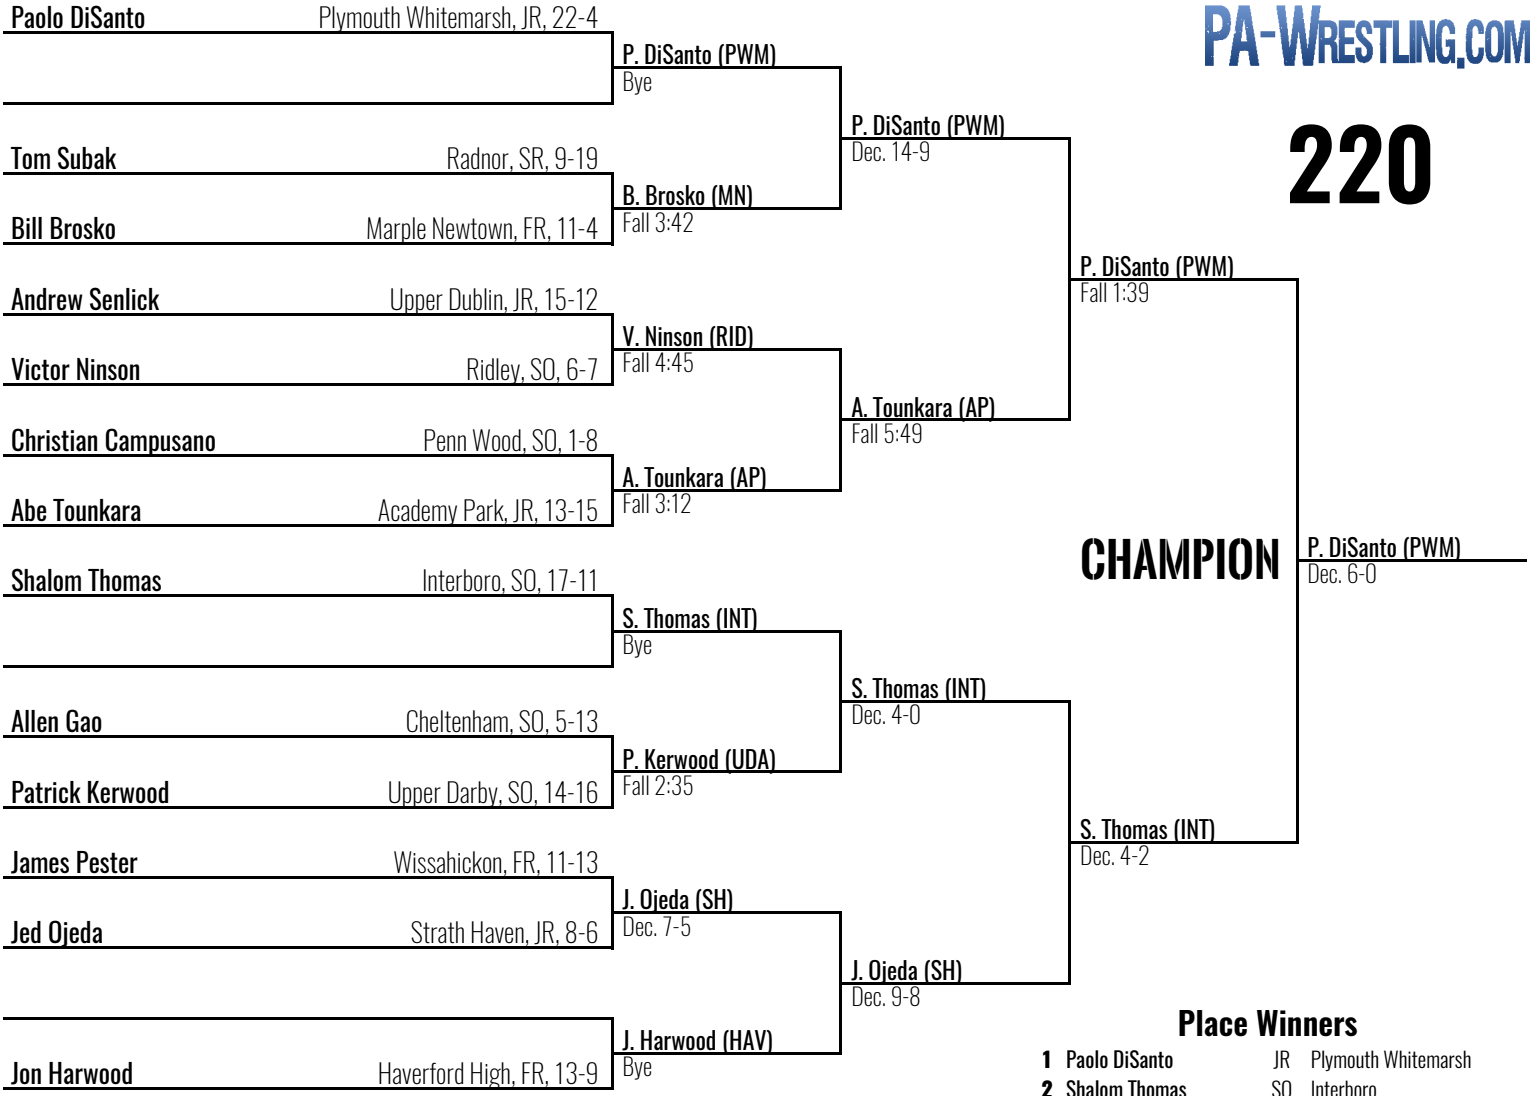 PA-Wrestling.com
220
Paolo DiSanto Plymouth Whitemarsh, JR, 22-4
P. DiSanto (PWM)
Bye
P. DiSanto (PWM)
Dec. 14-9
Tom Subak Radnor, SR, 9-19
B. Brosko (MN)
Fall 3:42
Bill Brosko Marple Newtown, FR, 11-4
P. DiSanto (PWM)
Fall 1:39
Andrew Senlick Upper Dublin, JR, 15-12
V. Ninson (RID)
Fall 4:45
Victor Ninson Ridley, SO, 6-7
A. Tounkara (AP)
Fall 5:49
Christian Campusano Penn Wood, SO, 1-8
A. Tounkara (AP)
Fall 3:12
Abe Tounkara Academy Park, JR, 13-15
CHAMPION
P. DiSanto (PWM)
Dec. 6-0
Shalom Thomas Interboro, SO, 17-11
S. Thomas (INT)
Bye
S. Thomas (INT)
Dec. 4-0
Allen Gao Cheltenham, SO, 5-13
P. Kerwood (UDA)
Fall 2:35
Patrick Kerwood Upper Darby, SO, 14-16
S. Thomas (INT)
Dec. 4-2
James Pester Wissahickon, FR, 11-13
J. Ojeda (SH)
Dec. 7-5
Jed Ojeda Strath Haven, JR, 8-6
J. Ojeda (SH)
Dec. 9-8
J. Harwood (HAV)
Bye
Jon Harwood Haverford High, FR, 13-9
Place Winners
1 Paolo DiSanto JR Plymouth Whitemarsh
2 Shalom Thomas SO Interboro